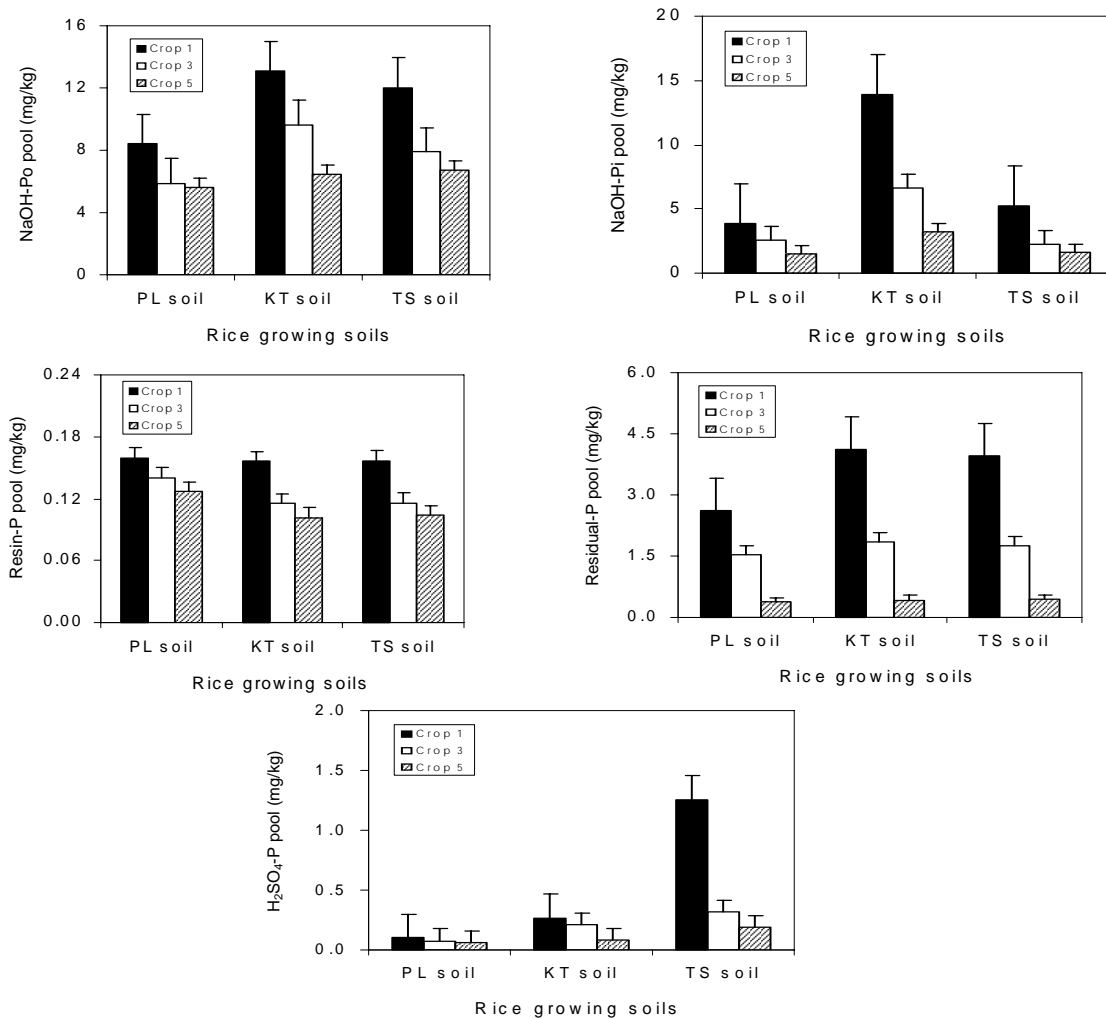 NaOH-Po pool (mg/kg)
16
12
8
4
0
Crop 1
Crop 3
Crop 5
PL soil KT soil TS soil
Rice growing soils
NaOH-Pi pool (mg/kg)
20
15
10
5
0
Crop 1
Crop 3
Crop 5
PL soil KT soil TS soil
Rice growing soils
Resin-P pool (mg/kg)
0.24
0.18
0.12
0.06
0.00
Crop 1
Crop 3
Crop 5
PL soil KT soil TS soil
Rice growing soils
Residual-P pool (mg/kg)
6.0
4.5
3.0
1.5
0.0
Crop 1
Crop 3
Crop 5
PL soil KT soil TS soil
Rice growing soils
H₂SO₄-P pool (mg/kg)
2.0
1.5
1.0
0.5
0.0
Crop 1
Crop 3
Crop 5
PL soil KT soil TS soil
Rice growing soils